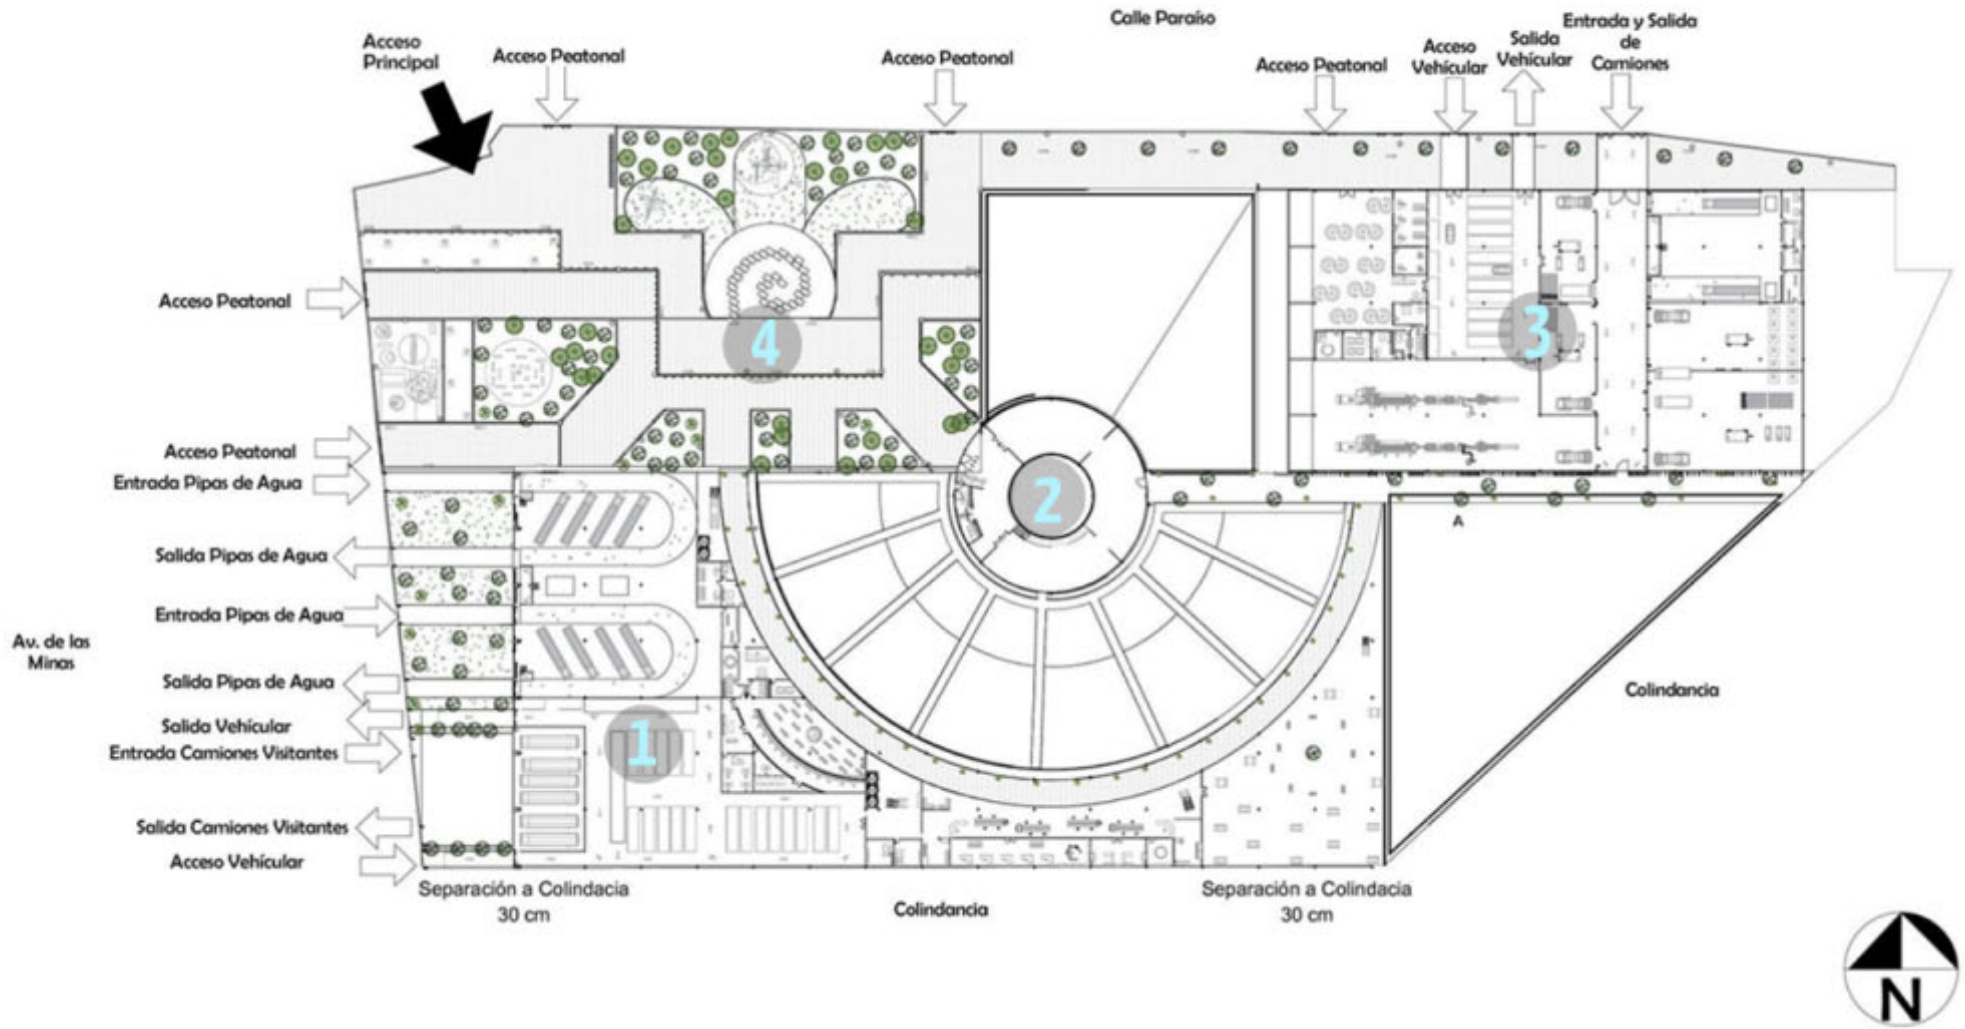 Calle Paraíso
Acceso
Principal
Acceso Peatonal
Acceso Peatonal
Acceso Peatonal
Acceso
Vehícular
Salida
Vehícular
Entrada y Salida
de
Camiones
Acceso Peatonal
Acceso Peatonal
Entrada Pipas de Agua
Salida Pipas de Agua
Entrada Pipas de Agua
Av. de las
Minas
Salida Pipas de Agua
Salida Vehícular
Entrada Camiones Visitantes
Salida Camiones Visitantes
Acceso Vehícular
4
3
2
1
A
Colindancia
Separación a Colindacia
30 cm
Colindancia
Separación a Colindacia
30 cm
N